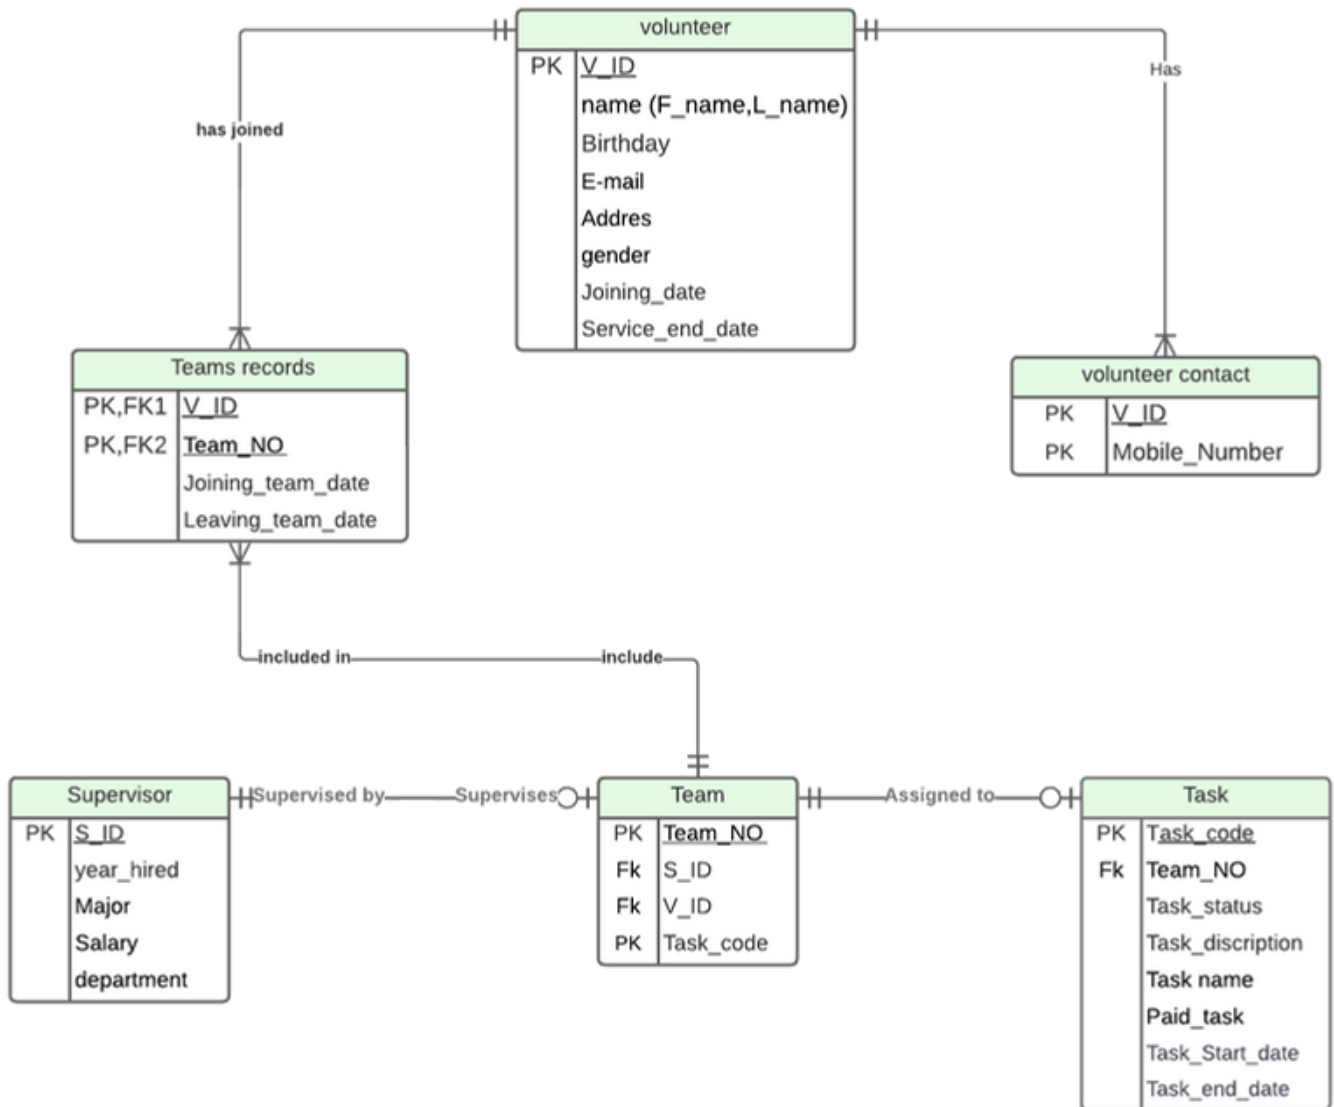 volunteer
PK V_ID
name (F_name,L_name)
Birthday
E-mail
Addres
gender
Joining_date
Service_end_date
has joined
Has
Teams records
PK,FK1 V_ID
PK,FK2 Team_NO
Joining_team_date
Leaving_team_date
volunteer contact
PK V_ID
PK Mobile_Number
included in
include
Supervisor
PK S_ID
year_hired
Major
Salary
department
Supervised by
Supervises
Team
PK Team_NO
Fk S_ID
Fk V_ID
PK Task_code
Assigned to
Task
PK Task_code
Fk Team_NO
Task_status
Task_discription
Task name
Paid_task
Task_Start_date
Task_end_date